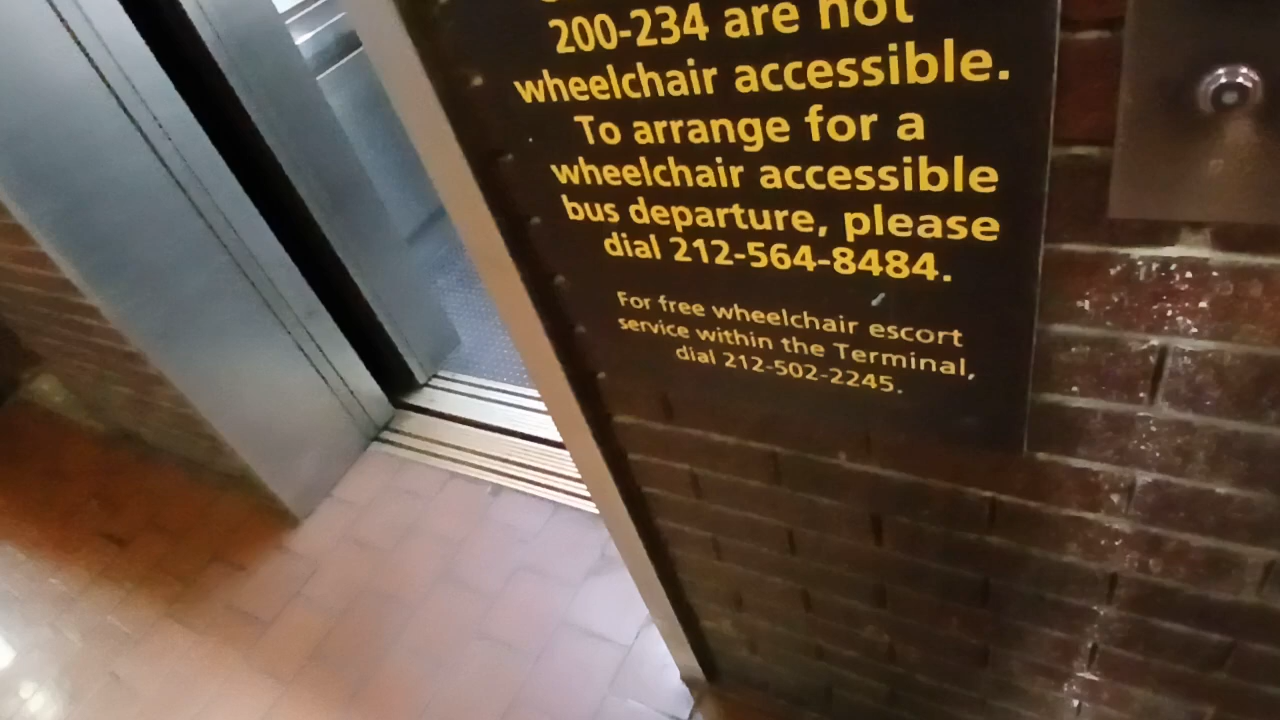 200-234 are not
wheelchair accessible.
To arrange for a
wheelchair accessible
bus departure, please
dial 212-564-8484.
For free wheelchair escort
service within the Terminal,
dial 212-502-2245.